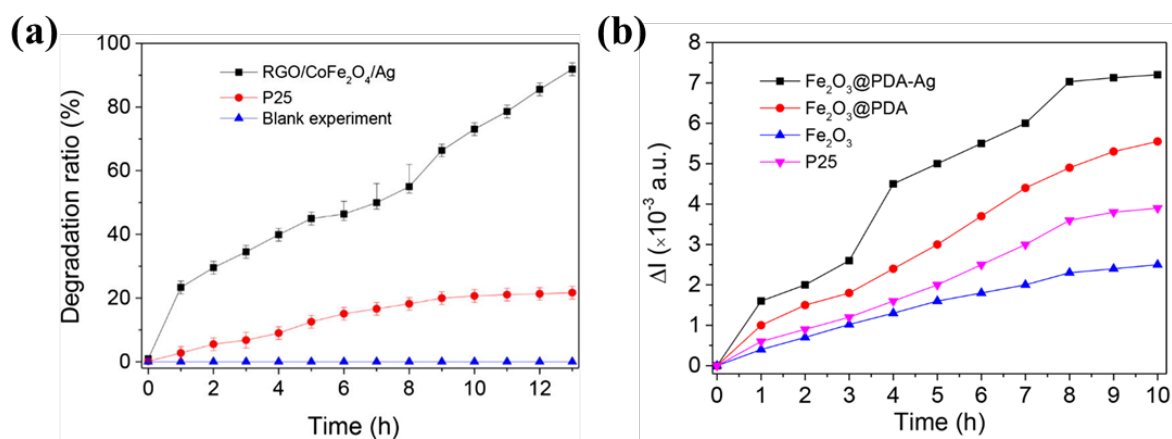 (a)
100
80
60
40
20
0
Degradation ratio (%)
RGO/CoFe₂O₄/Ag
P25
Blank experiment
0 2 4 6 8 10 12
Time (h)
(b)
8
7
6
5
4
3
2
1
0
ΔI (×10⁻³ a.u.)
Fe₂O₃@PDA-Ag
Fe₂O₃@PDA
Fe₂O₃
P25
0 1 2 3 4 5 6 7 8 9 10
Time (h)